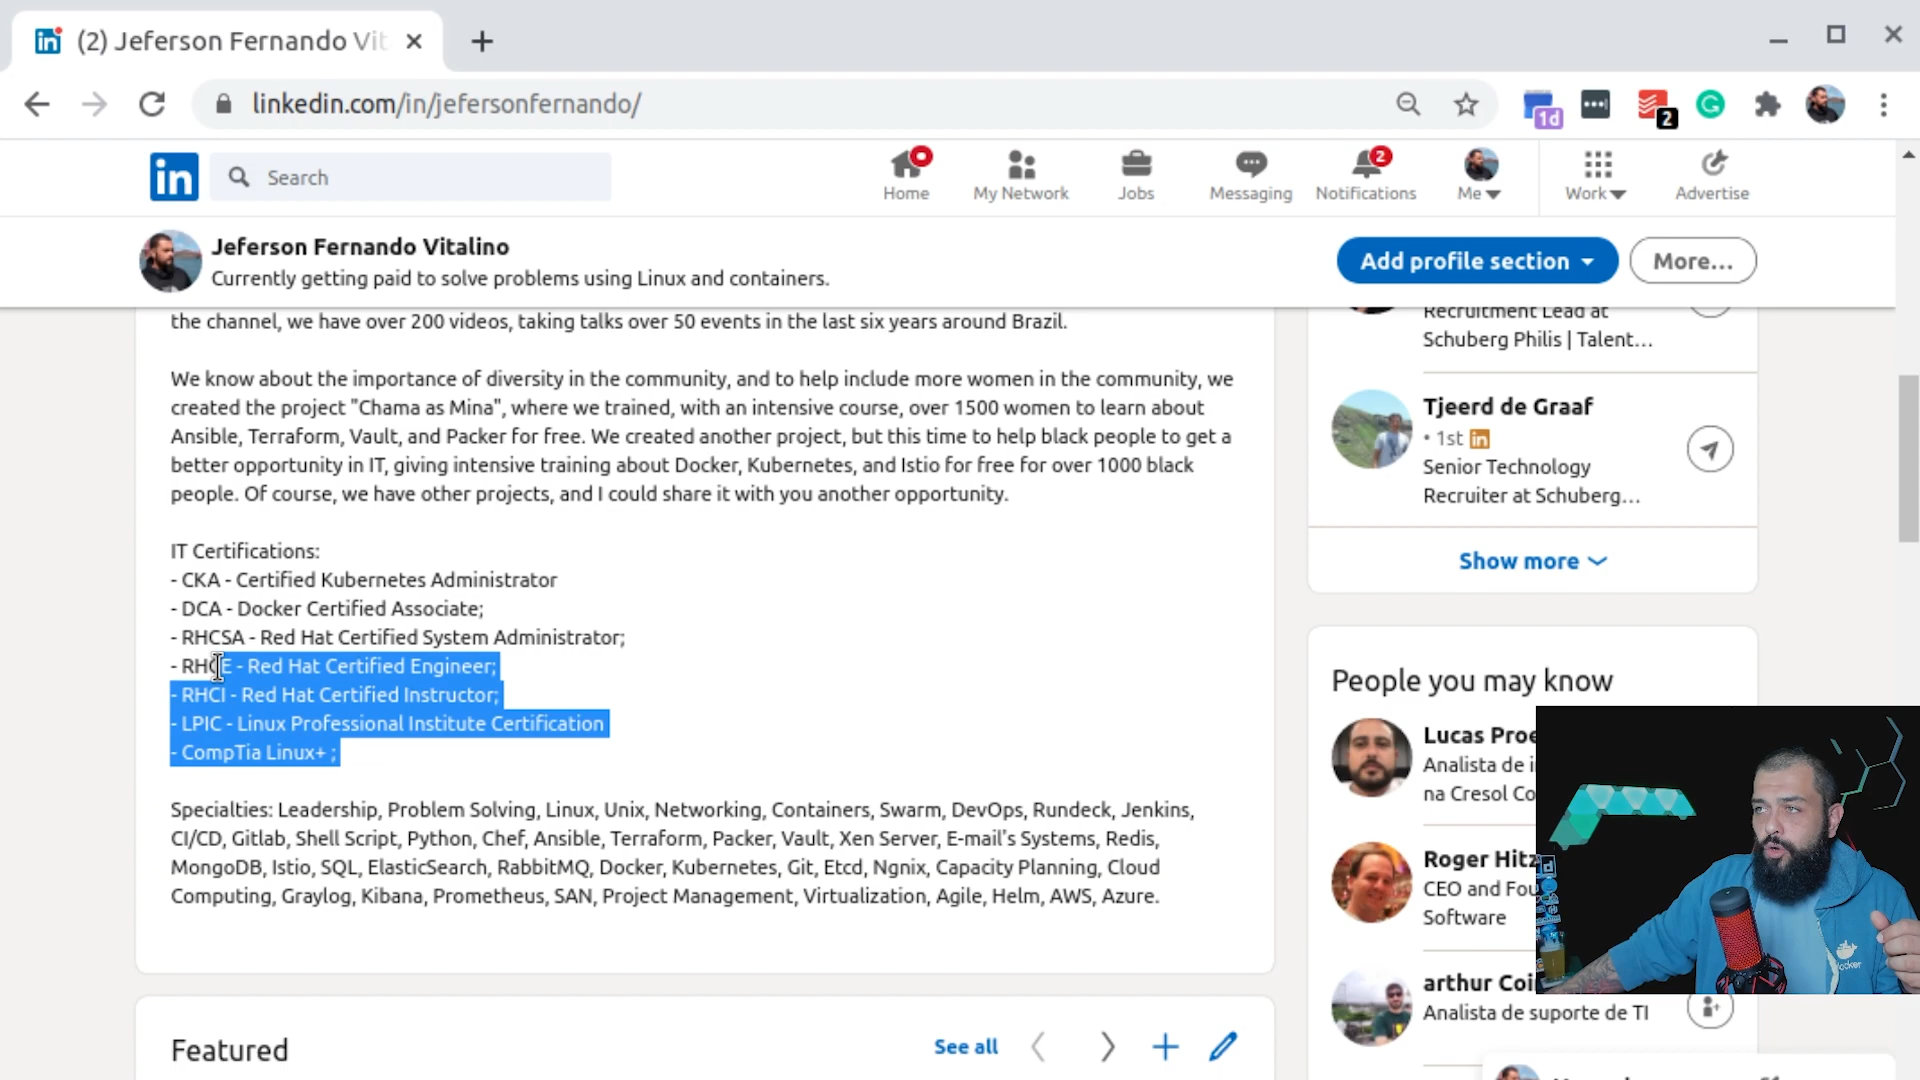 (2) Jeferson Fernando Vit
linkedin.com/in/jefersonfernando/
1d
2
in
Search
Home
My Network
Jobs
Messaging
2
Notifications
Me
Work
Advertise
Jeferson Fernando Vitalino
Currently getting paid to solve problems using Linux and containers.
Add profile section
More...
the channel, we have over 200 videos, taking talks over 50 events in the last six years around Brazil.
We know about the importance of diversity in the community, and to help include more women in the community, we
created the project "Chama as Mina", where we trained, with an intensive course, over 1500 women to learn about
Ansible, Terraform, Vault, and Packer for free. We created another project, but this time to help black people to get a
better opportunity in IT, giving intensive training about Docker, Kubernetes, and Istio for free for over 1000 black
people. Of course, we have other projects, and I could share it with you another opportunity.
IT Certifications:
- CKA - Certified Kubernetes Administrator
- DCA - Docker Certified Associate;
- RHCSA - Red Hat Certified System Administrator;
- RHCE - Red Hat Certified Engineer;
- RHCI - Red Hat Certified Instructor;
- LPIC - Linux Professional Institute Certification
- CompTia Linux+ ;
Specialties: Leadership, Problem Solving, Linux, Unix, Networking, Containers, Swarm, DevOps, Rundeck, Jenkins,
CI/CD, Gitlab, Shell Script, Python, Chef, Ansible, Terraform, Packer, Vault, Xen Server, E-mail's Systems, Redis,
MongoDB, Istio, SQL, ElasticSearch, RabbitMQ, Docker, Kubernetes, Git, Etcd, Ngnix, Capacity Planning, Cloud
Computing, Graylog, Kibana, Prometheus, SAN, Project Management, Virtualization, Agile, Helm, AWS, Azure.
Featured
See all
Recruitment Lead at
Schuberg Philis | Talent...
Tjeerd de Graaf
• 1st in
Senior Technology
Recruiter at Schuberg...
Show more
People you may know
Lucas Proe
Analista de i
na Cresol Co
Roger Hitz
CEO and Fou
Software
arthur Coi
Analista de suporte de TI
docker